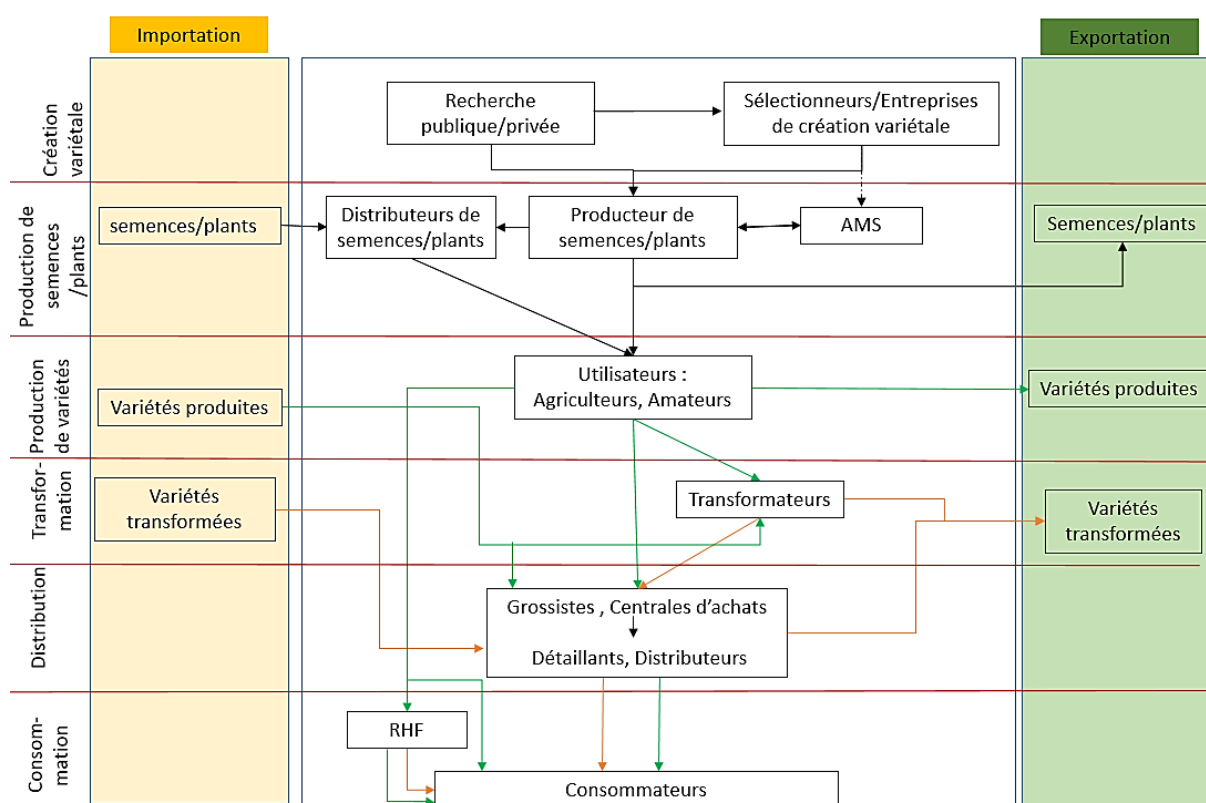 Importation
Exportation
Création
variétale
Recherche
publique/privée
Sélectionneurs/Entreprises
de création variétale
Production de
semences
/plants
semences/plants
Distributeurs de
semences/plants
Producteur de
semences/plants
AMS
Semences/plants
Production
de variétés
Variétés produites
Utilisateurs :
Agriculteurs, Amateurs
Variétés produites
Transfor-
mation
Variétés
transformées
Transformateurs
Variétés
transformées
Distribution
Grossistes , Centrales d'achats
Détaillants, Distributeurs
Consom-
mation
RHF
Consommateurs